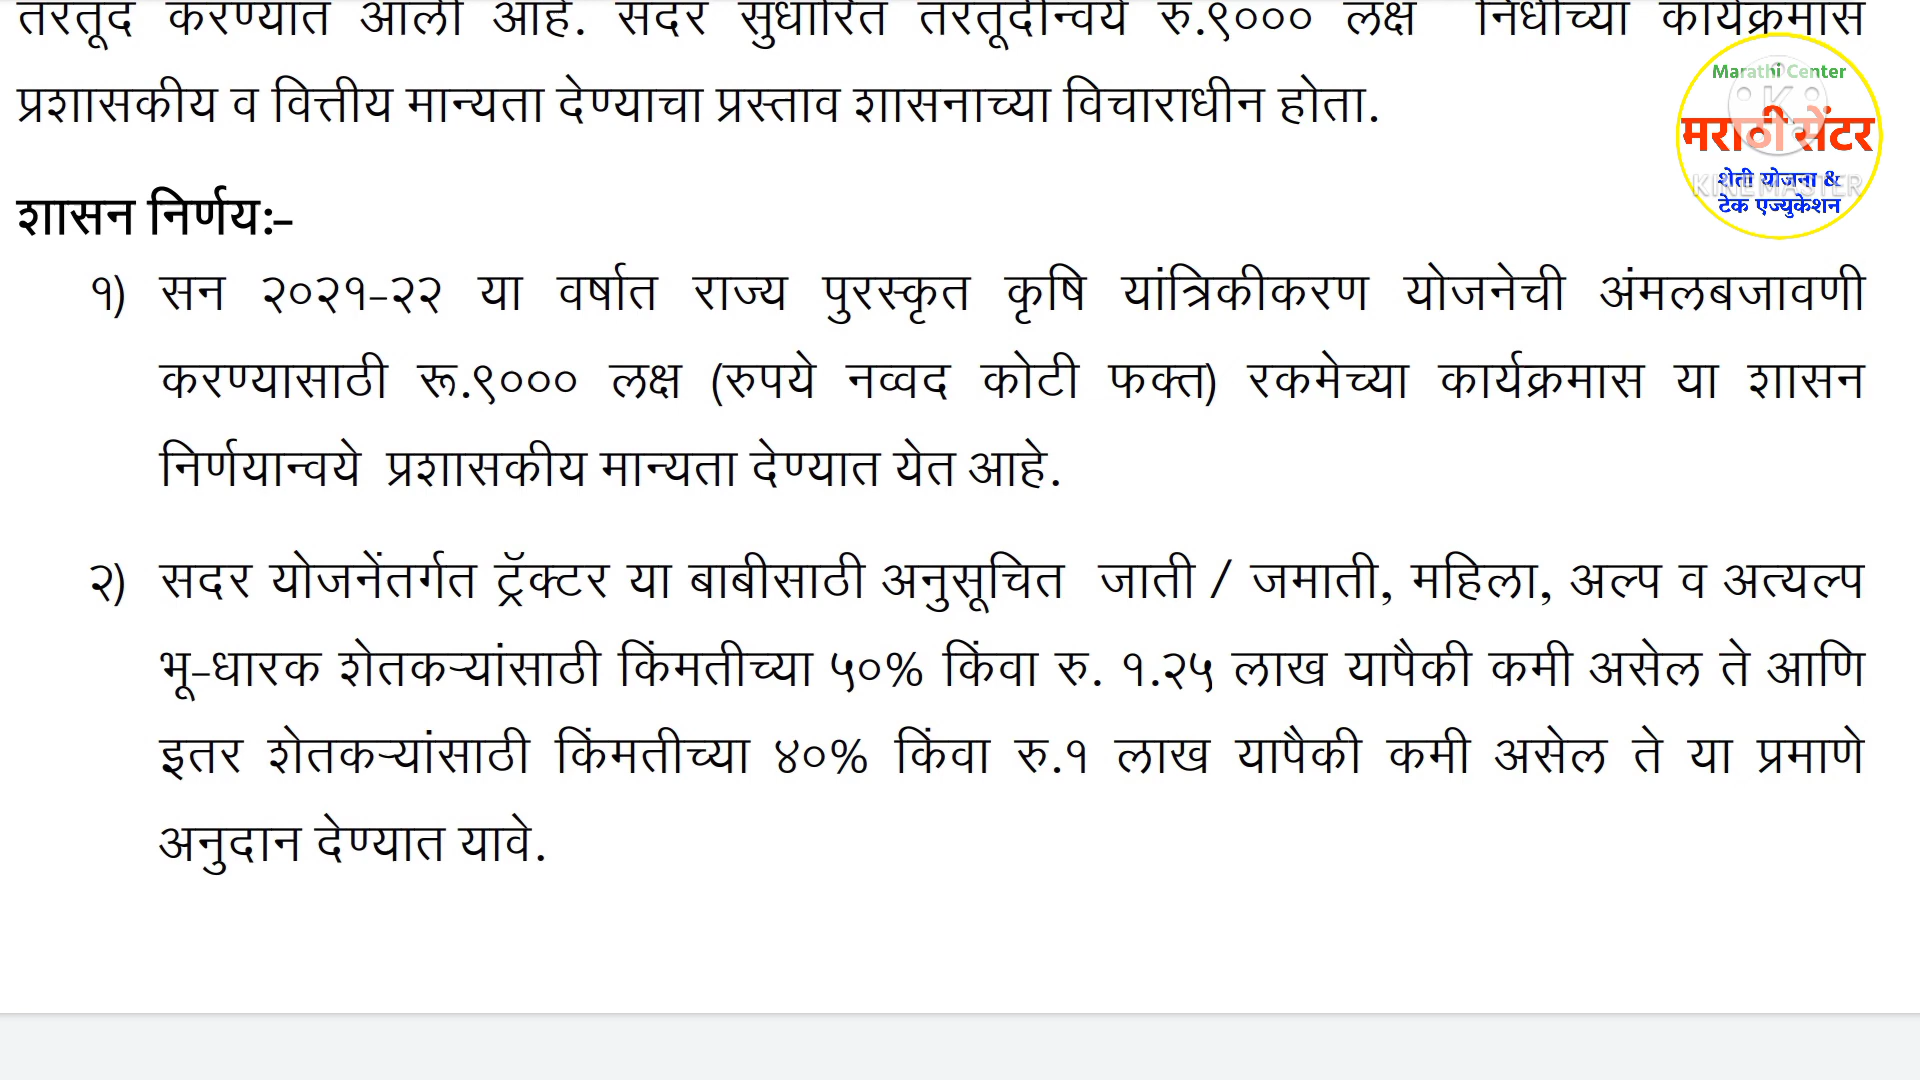 तरतूद करण्यात आली आहे. सदर सुधारित तरतूदीन्वये रु.९००० लक्ष निधीच्या कार्यक्रमास
प्रशासकीय व वित्तीय मान्यता देण्याचा प्रस्ताव शासनाच्या विचाराधीन होता.
Marathi Center
मराठी सेंटर
शेती योजना &
KINEMASTER
टेक एज्युकेशन
शासन निर्णय:-
१) सन २०२१-२२ या वर्षात राज्य पुरस्कृत कृषि यांत्रिकीकरण योजनेची अंमलबजावणी
करण्यासाठी रू.९००० लक्ष (रुपये नव्वद कोटी फक्त) रकमेच्या कार्यक्रमास या शासन
निर्णयान्वये प्रशासकीय मान्यता देण्यात येत आहे.
२) सदर योजनेंतर्गत ट्रॅक्टर या बाबीसाठी अनुसूचित जाती / जमाती, महिला, अल्प व अत्यल्प
भू-धारक शेतकऱ्यांसाठी किंमतीच्या ५०% किंवा रु. १.२५ लाख यापैकी कमी असेल ते आणि
इतर शेतकऱ्यांसाठी किंमतीच्या ४०% किंवा रु.१ लाख यापैकी कमी असेल ते या प्रमाणे
अनुदान देण्यात यावे.